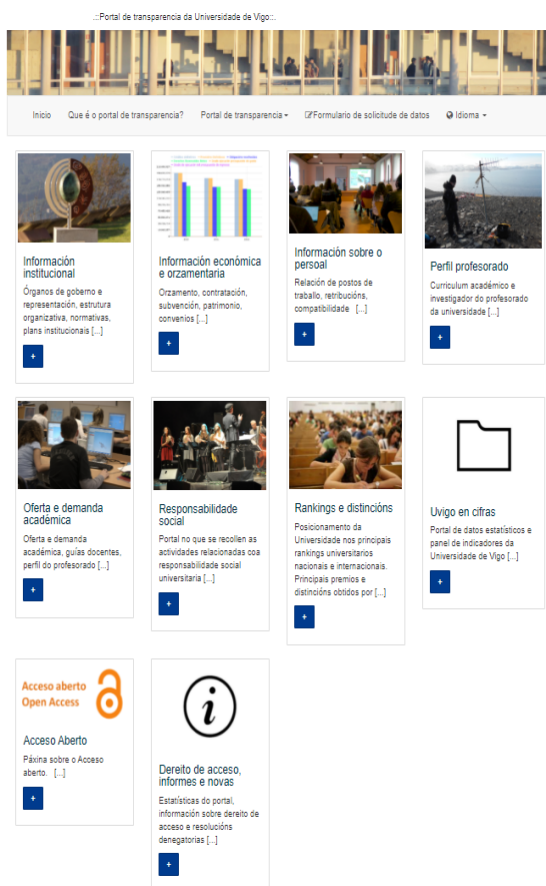 .::Portal de transparencia da Universidade de Vigo::.
Inicio Que é o portal de transparencia? Portal de transparencia Formulario de solicitude de datos Idioma
Información
institucional
Órganos de goberno e
representación, estrutura
organizativa, normativas,
plans institucionais [...]
+
Información económica
e orzamentaria
Orzamento, contratación,
subvención, patrimonio,
convenios [...]
+
Información sobre o
persoal
Relación de postos de
traballo, retribucións,
compatibilidade [...]
+
Perfil profesorado
Curriculum académico e
investigador do profesorado
da universidade [...]
+
Oferta e demanda
académica
Oferta e demanda
académica, guías docentes,
perfil do profesorado [...]
+
Responsabilidade
social
Portal no que se recollen as
actividades relacionadas coa
responsabilidade social
universitaria [...]
+
Rankings e distincións
Posicionamento da
Universidade nos principais
rankings universitarios
nacionais e internacionais.
Principais premios e
distincións obtidos por [...]
+
Uvigo en cifras
Portal de datos estatísticos e
panel de indicadores da
Universidade de Vigo [...]
+
Acceso aberto
Open Access
Acceso Aberto
Páxina sobre o Acceso
aberto. [...]
+
i
Dereito de acceso,
informes e novas
Estatísticas do portal,
información sobre dereito de
acceso e resolucións
denegatorias [...]
+